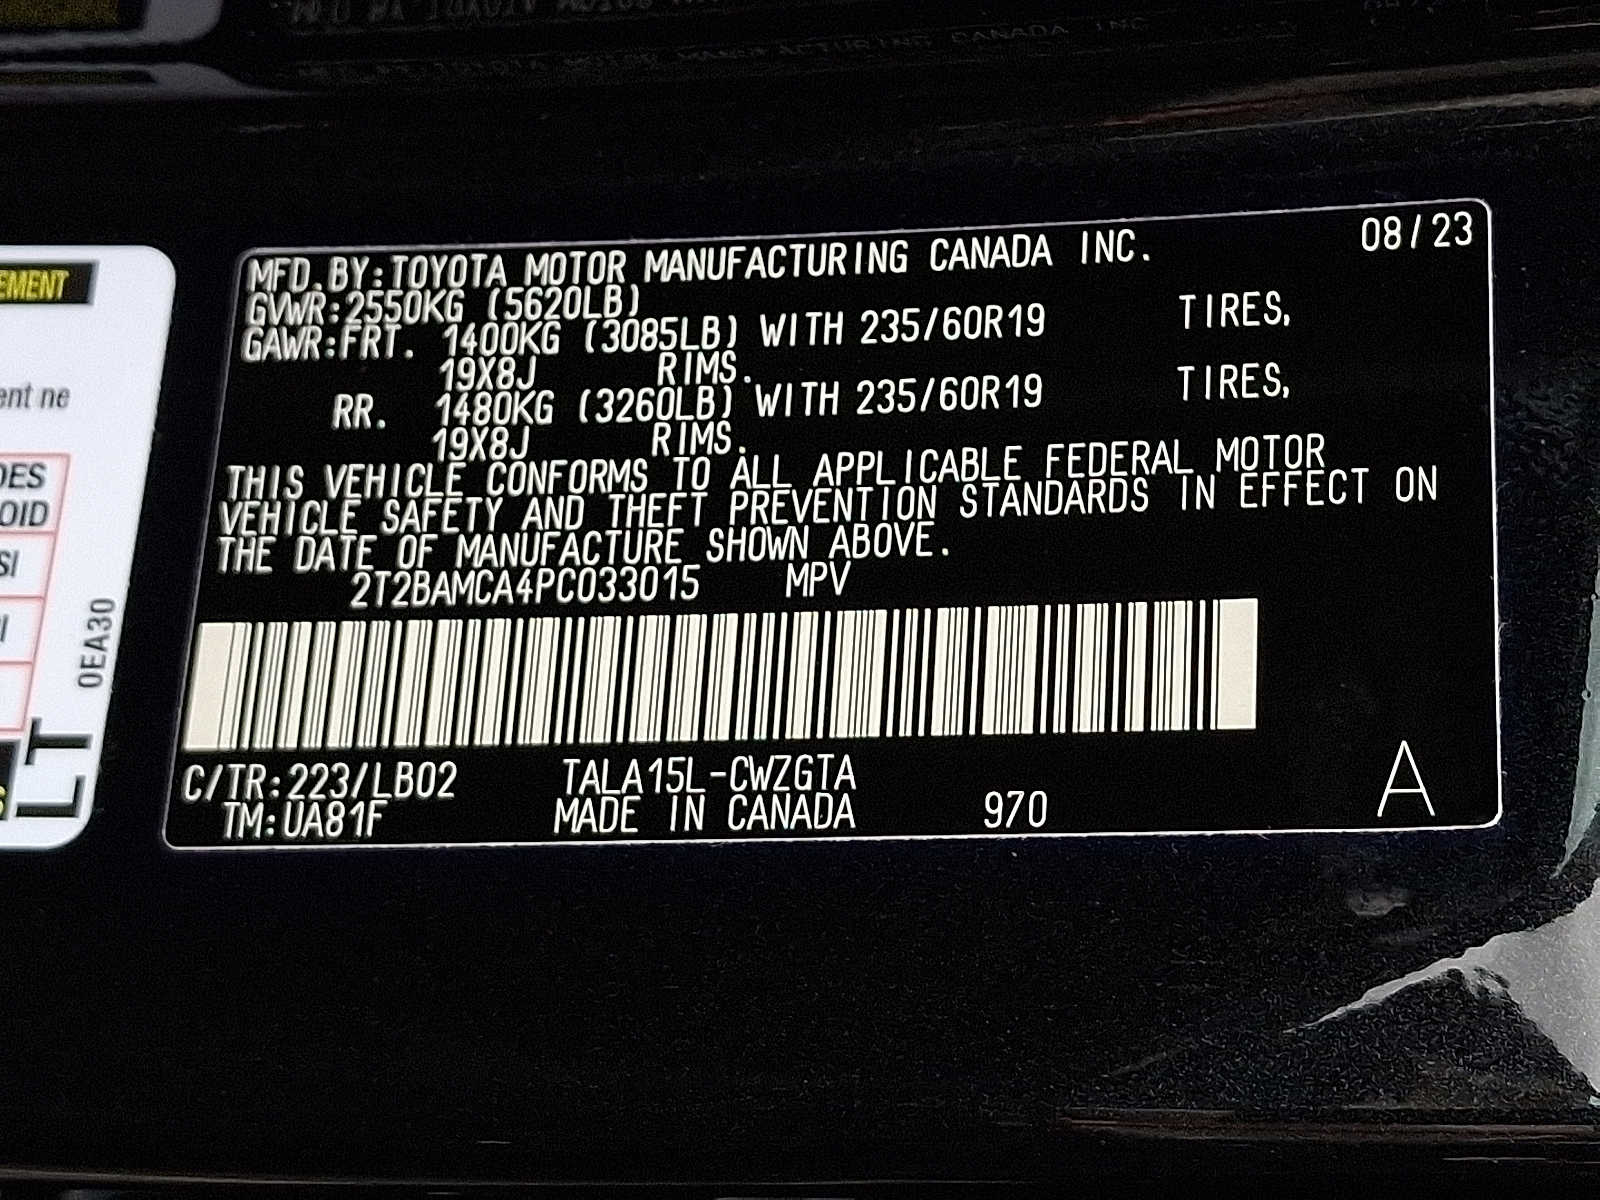 MFD.BY:TOYOTA MOTOR MANUFACTURING CANADA INC. 08/23
GVWR:2550KG (5620LB)
GAWR:FRT. 1400KG (3085LB) WITH 235/60R19 TIRES,
19X8J RIMS.
RR. 1480KG (3260LB) WITH 235/60R19 TIRES,
19X8J RIMS.
THIS VEHICLE CONFORMS TO ALL APPLICABLE FEDERAL MOTOR
VEHICLE SAFETY AND THEFT PREVENTION STANDARDS IN EFFECT ON
THE DATE OF MANUFACTURE SHOWN ABOVE.
2T2BAMCA4PC033015 MPV
C/TR:223/LB02 TALA15L-CWZGTA
TM:UA81F MADE IN CANADA 970 A
EMENT
ent ne
DES
OID
SI
0EA30
LT